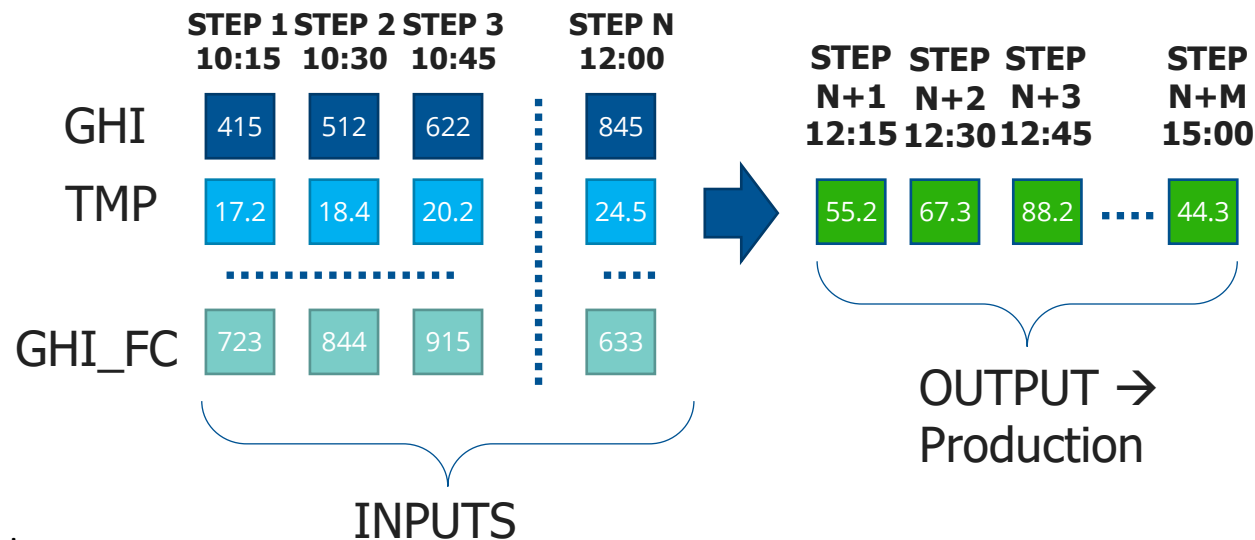 STEP 1 STEP 2 STEP 3 STEP N
10:15 10:30 10:45 12:00
GHI 415 512 622 845
TMP 17.2 18.4 20.2 24.5
GHI_FC 723 844 915 633
INPUTS
STEP STEP STEP STEP
N+1 N+2 N+3 N+M
12:15 12:30 12:45 15:00
55.2 67.3 88.2 44.3
OUTPUT →
Production
.